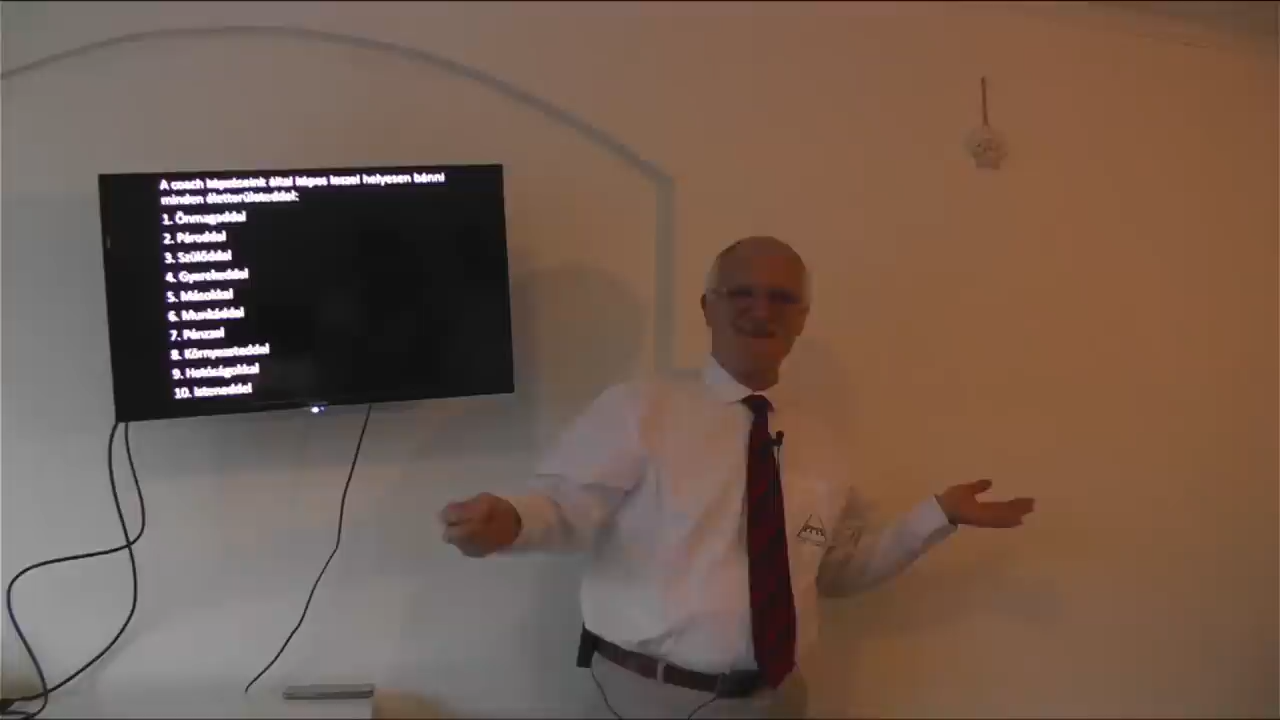 A coach képzéseink által képes leszel helyesen bánni
minden életterületeddel:
1. Önmagaddal
2. Pároddal
3. Szülőddel
4. Gyerekeddel
5. Másokkal
6. Munkáddal
7. Pénzzel
8. Környezeteddel
9. Hatóságokkal
10. Isteneddel